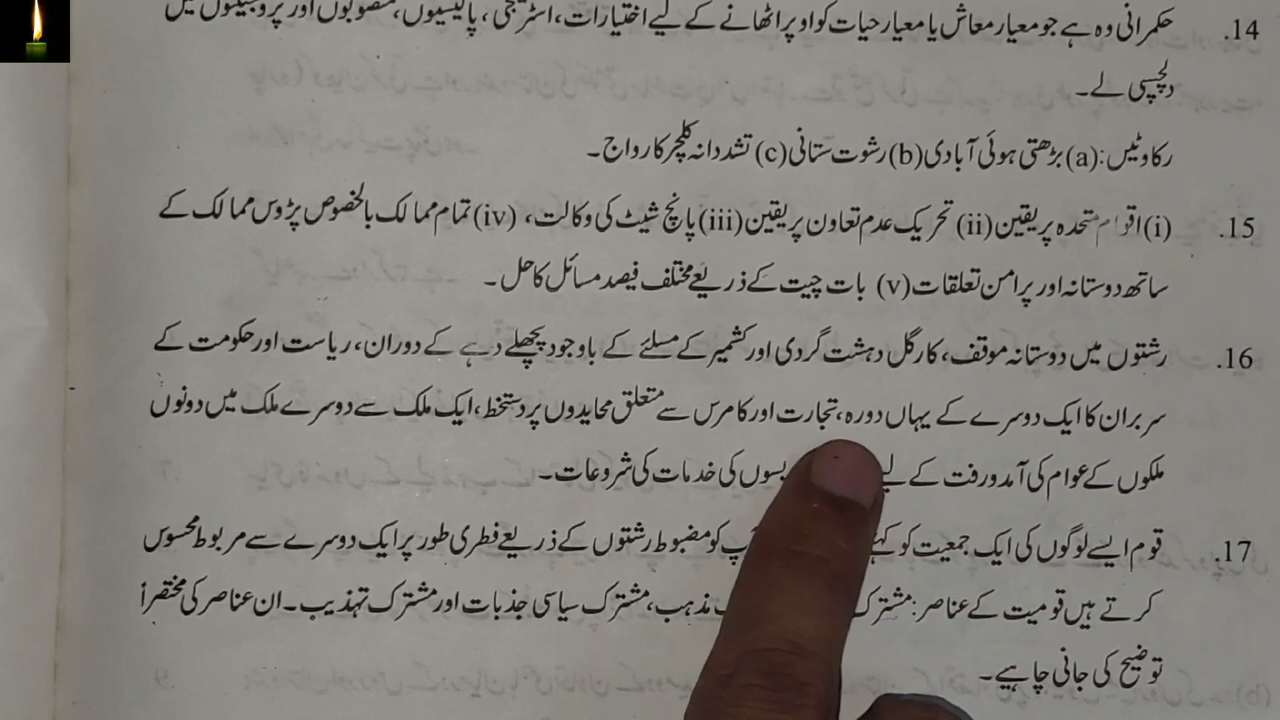 14. حکمرانی وہ ہے جو معیار معاش یا معیار حیات کو اوپر اٹھانے کے لیے اختیارات، اسٹریٹجی، پالیسیوں، منصوبوں اور پروجیکٹوں میں
دلچسپی لے۔
رکاوٹیں: (a) بڑھتی ہوئی آبادی (b) رشوت ستانی (c) تشددانہ کلچر کا رواج۔
15. (i) اقوام متحدہ پر یقین (ii) تحریک عدم تعاون پر یقین (iii) پانچ شیٹ کی وکالت، (iv) تمام ممالک بالخصوص پڑوس ممالک کے
ساتھ دوستانہ اور پرامن تعلقات (v) بات چیت کے ذریعے مختلف فیصد مسائل کا حل۔
16. رشتوں میں دوستانہ موقف، کارگل دہشت گردی اور کشمیر کے مسلئے کے باوجود پچھلے دہے کے دوران، ریاست اور حکومت کے
سربران کا ایک دوسرے کے یہاں دورہ، تجارت اور کامرس سے متعلق محایدوں پر دستخط، ایک ملک سے دوسرے ملک میں دونوں
ملکوں کے عوام کی آمد و رفت کے لیے بسوں کی خدمات کی شروعات۔
17. قوم ایسے لوگوں کی ایک جمعیت کو کہتے کو مضبوط رشتوں کے ذریعے فطری طور پر ایک دوسرے سے مربوط محسوس
کرتے ہیں قومیت کے عناصر: مشترک مذہب، مشترک سیاسی جذبات اور مشترک تہذیب۔ ان عناصر کی مختصراً
توضیح کی جانی چاہیے۔